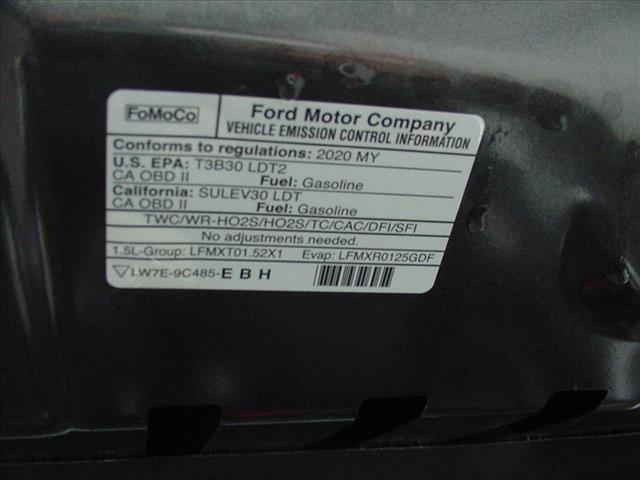 FoMoCo
Ford Motor Company
VEHICLE EMISSION CONTROL INFORMATION
Conforms to regulations: 2020 MY
U.S. EPA: T3B30 LDT2
CA OBD II Fuel: Gasoline
California: SULEV30 LDT
CA OBD II Fuel: Gasoline
TWC/WR-HO2S/HO2S/TC/CAC/DFI/SFI
No adjustments needed.
1.5L-Group: LFMXT01.52X1 Evap: LFMXR0125GDF
LW7E-9C485-E B H